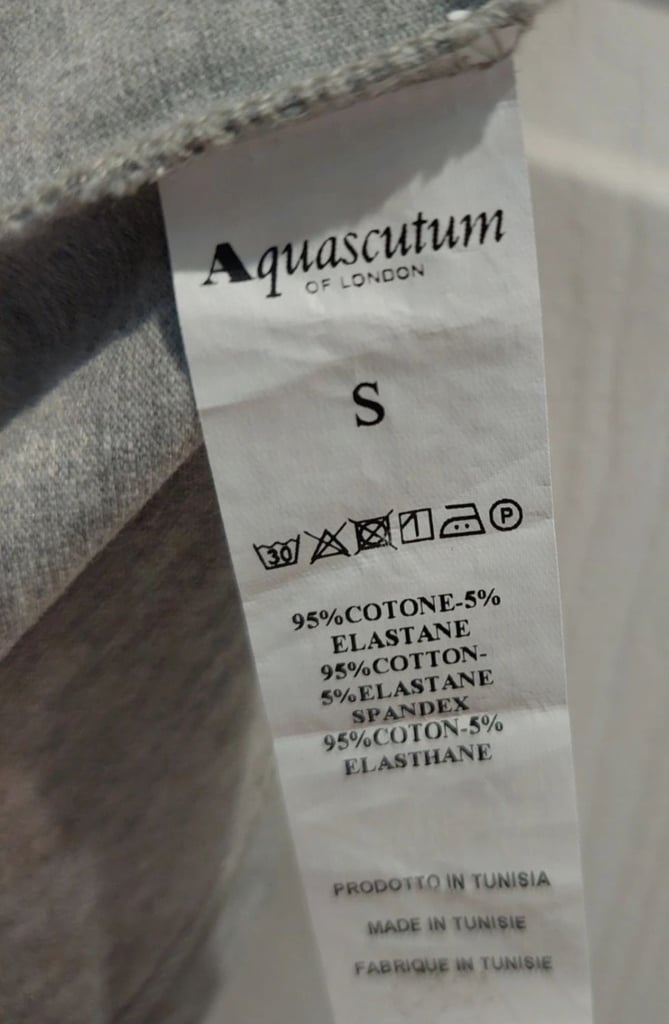 Aquascutum
OF LONDON
S
30 P
95%COTONE-5%
ELASTANE
95%COTTON-
5%ELASTANE
SPANDEX
95%COTON-5%
ELASTHANE
PRODOTTO IN TUNISIA
MADE IN TUNISIE
FABRIQUE IN TUNISIE